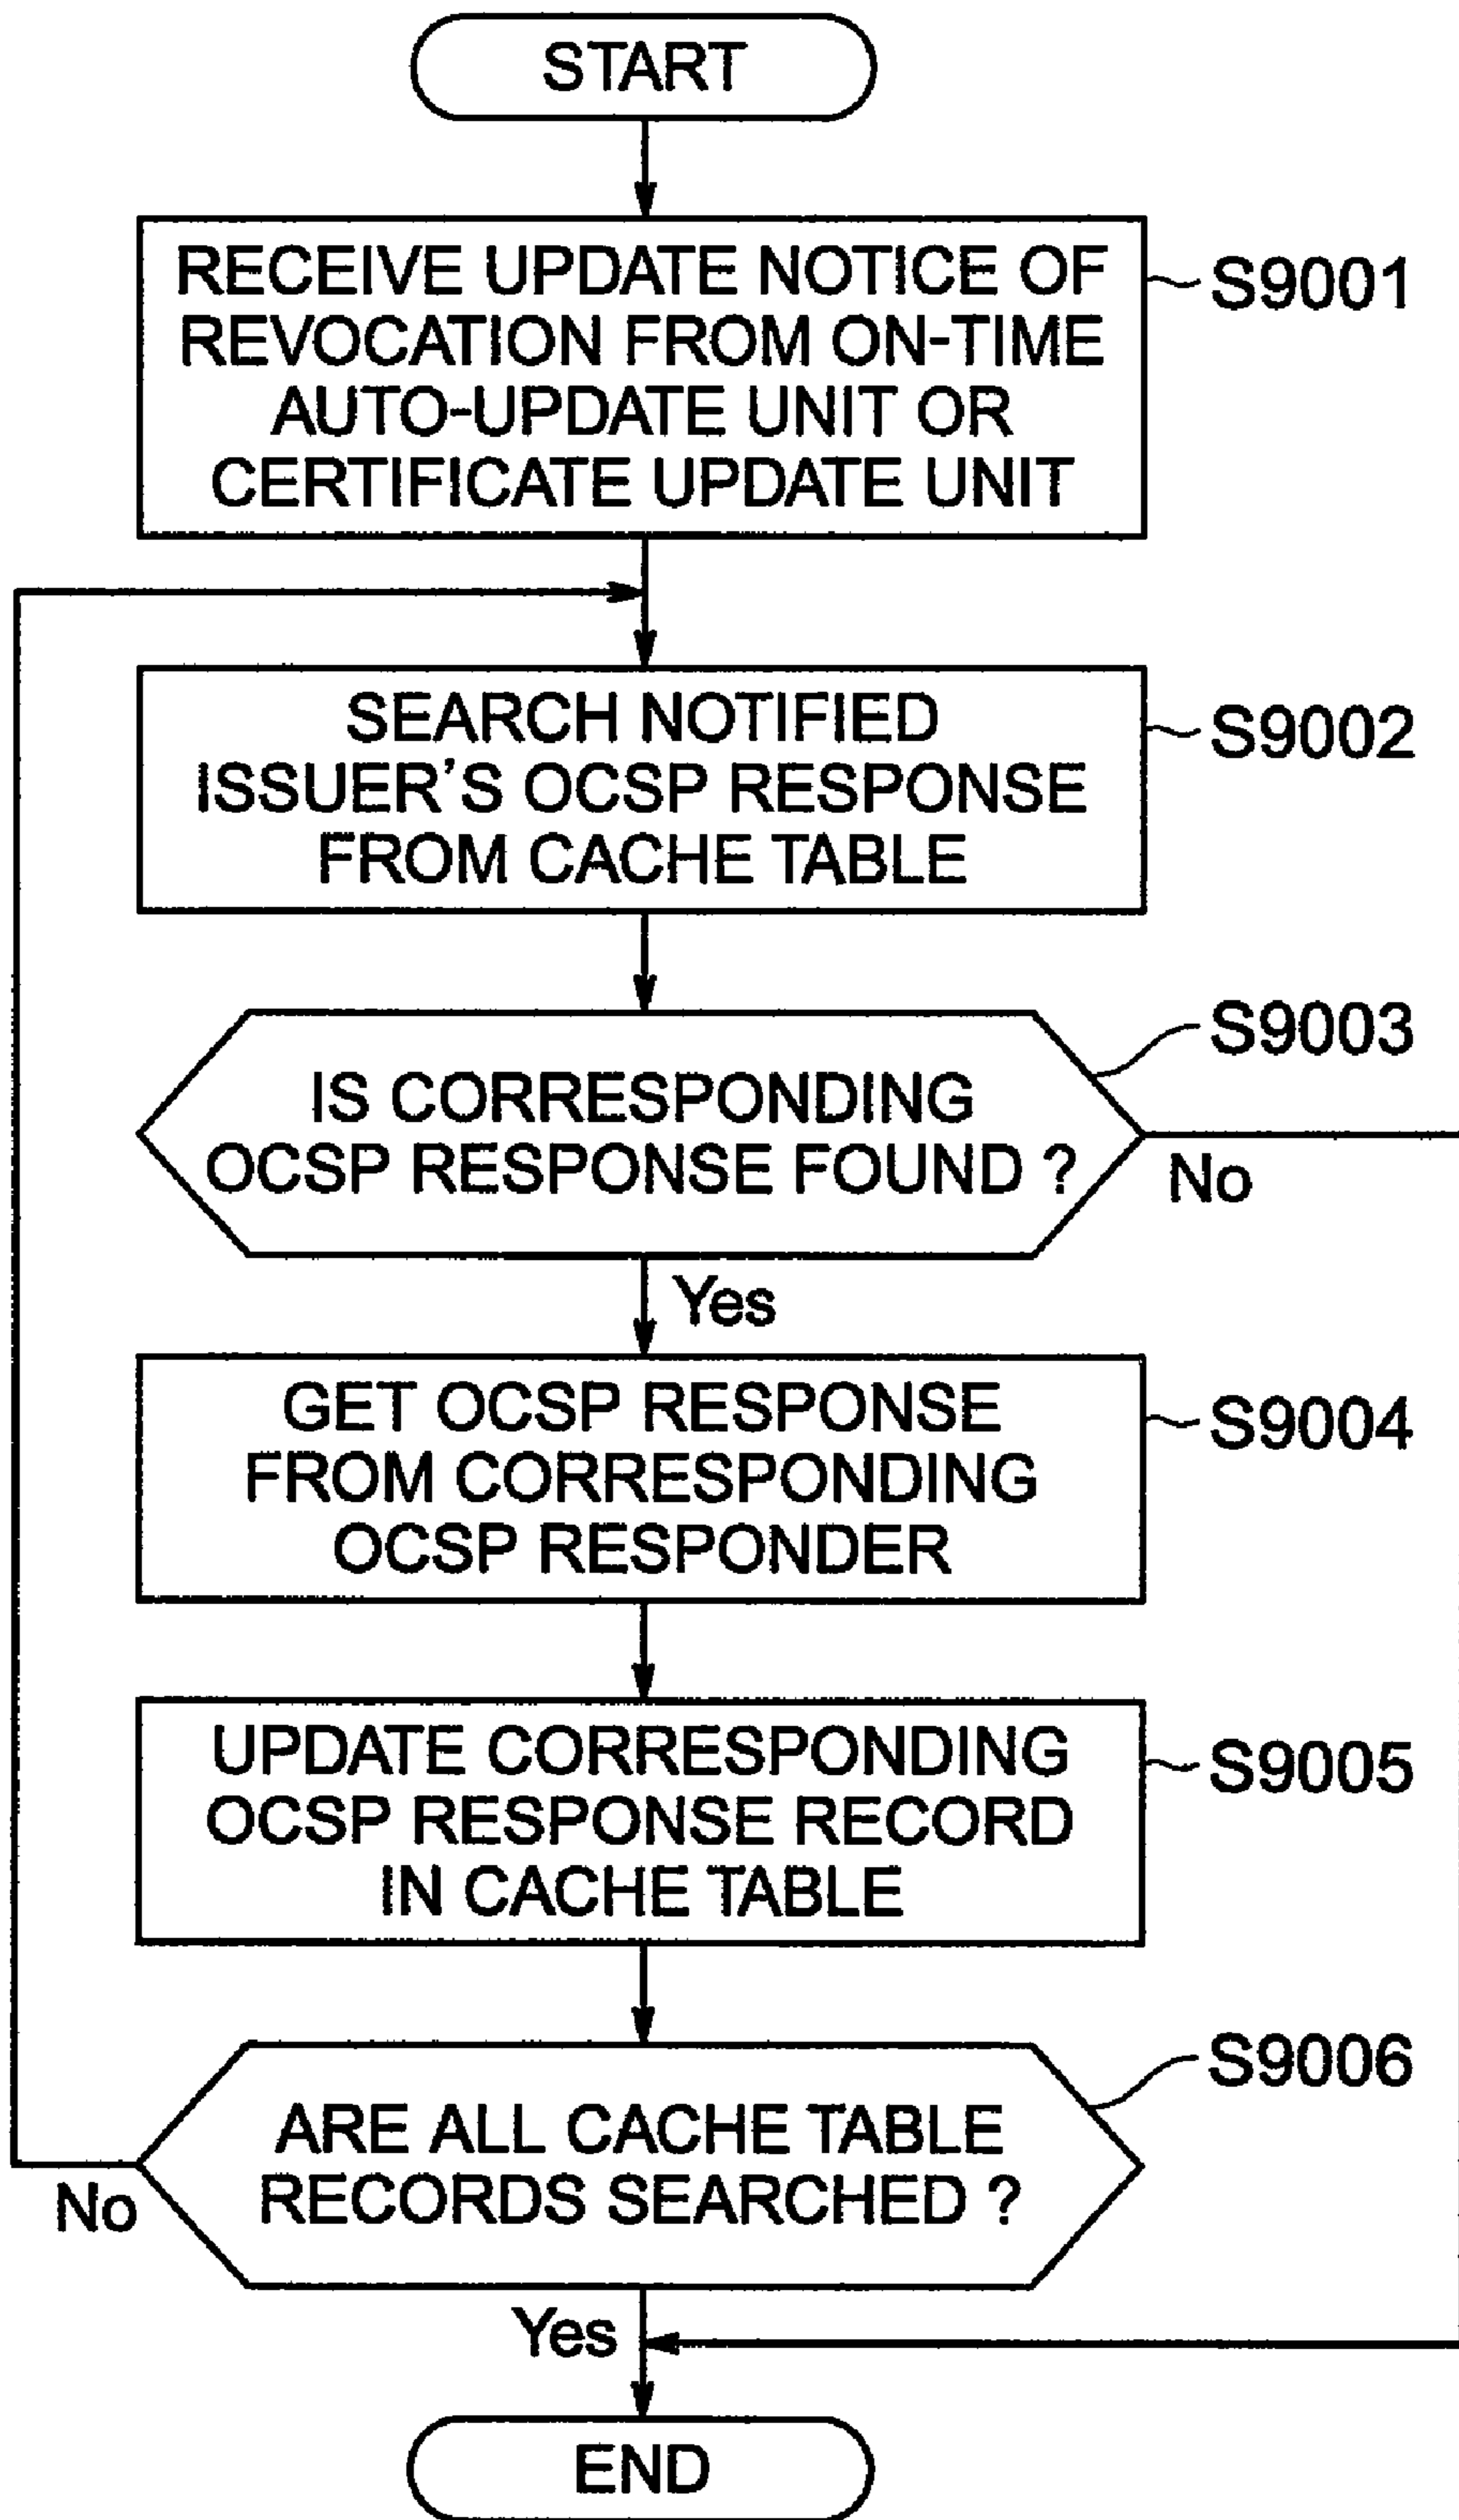 START
RECEIVE UPDATE NOTICE OF
REVOCATION FROM ON-TIME
AUTO-UPDATE UNIT OR
CERTIFICATE UPDATE UNIT
S9001
SEARCH NOTIFIED
ISSUER'S OCSP RESPONSE
FROM CACHE TABLE
S9002
IS CORRESPONDING
OCSP RESPONSE FOUND ?
S9003
No
Yes
GET OCSP RESPONSE
FROM CORRESPONDING
OCSP RESPONDER
S9004
UPDATE CORRESPONDING
OCSP RESPONSE RECORD
IN CACHE TABLE
S9005
ARE ALL CACHE TABLE
RECORDS SEARCHED ?
S9006
No
Yes
END